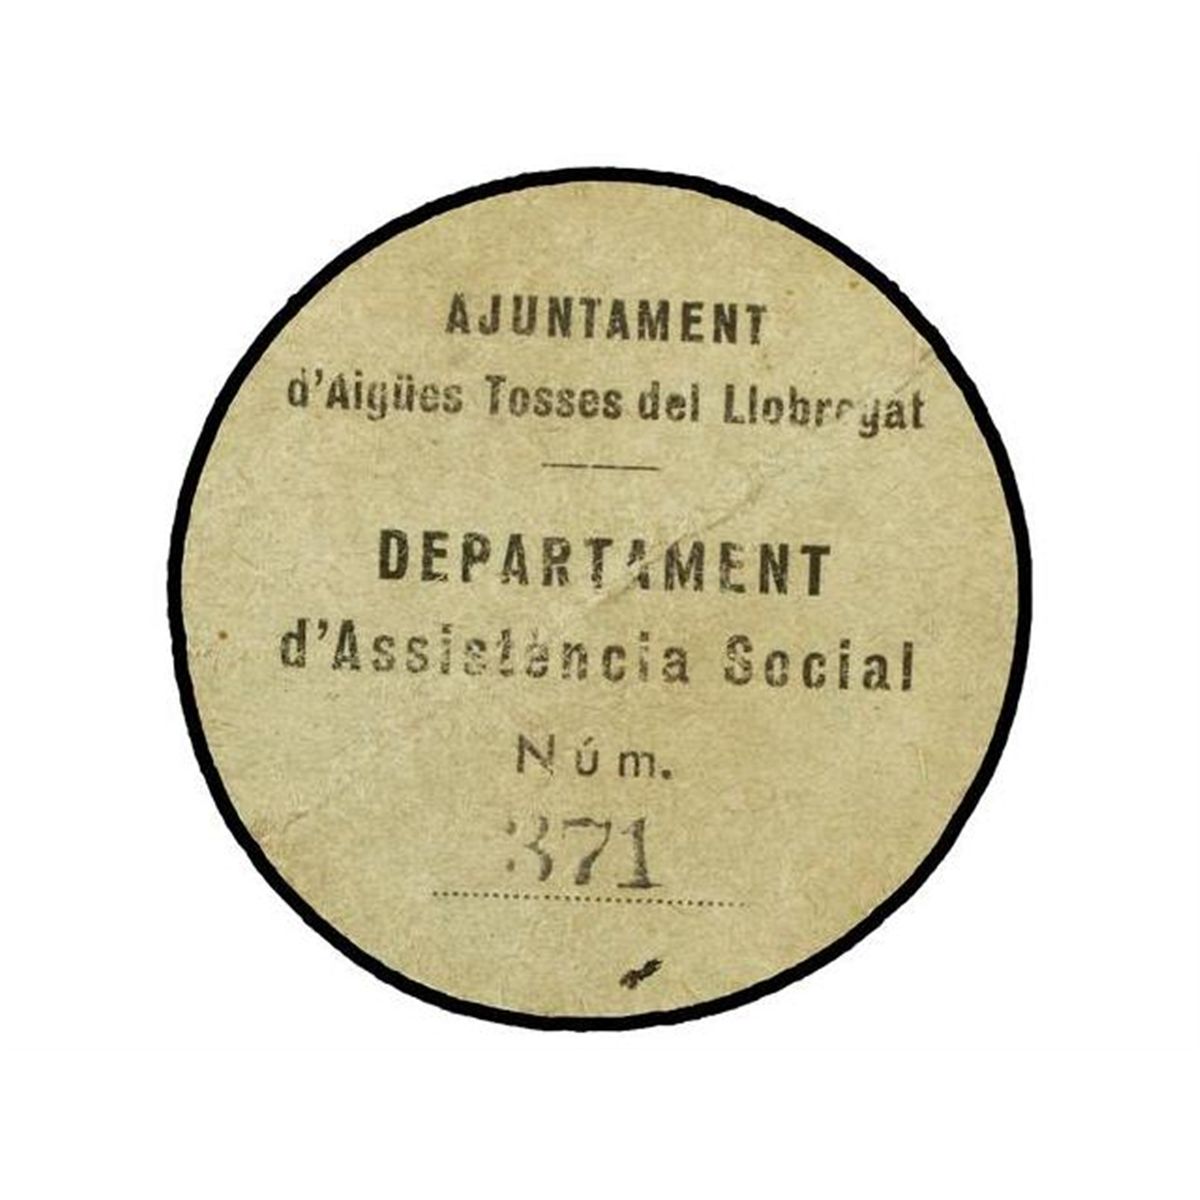 AJUNTAMENT
d'Aigües Tosses del Llobregat
DEPARTAMENT
d'Assistència Social
Núm.
371